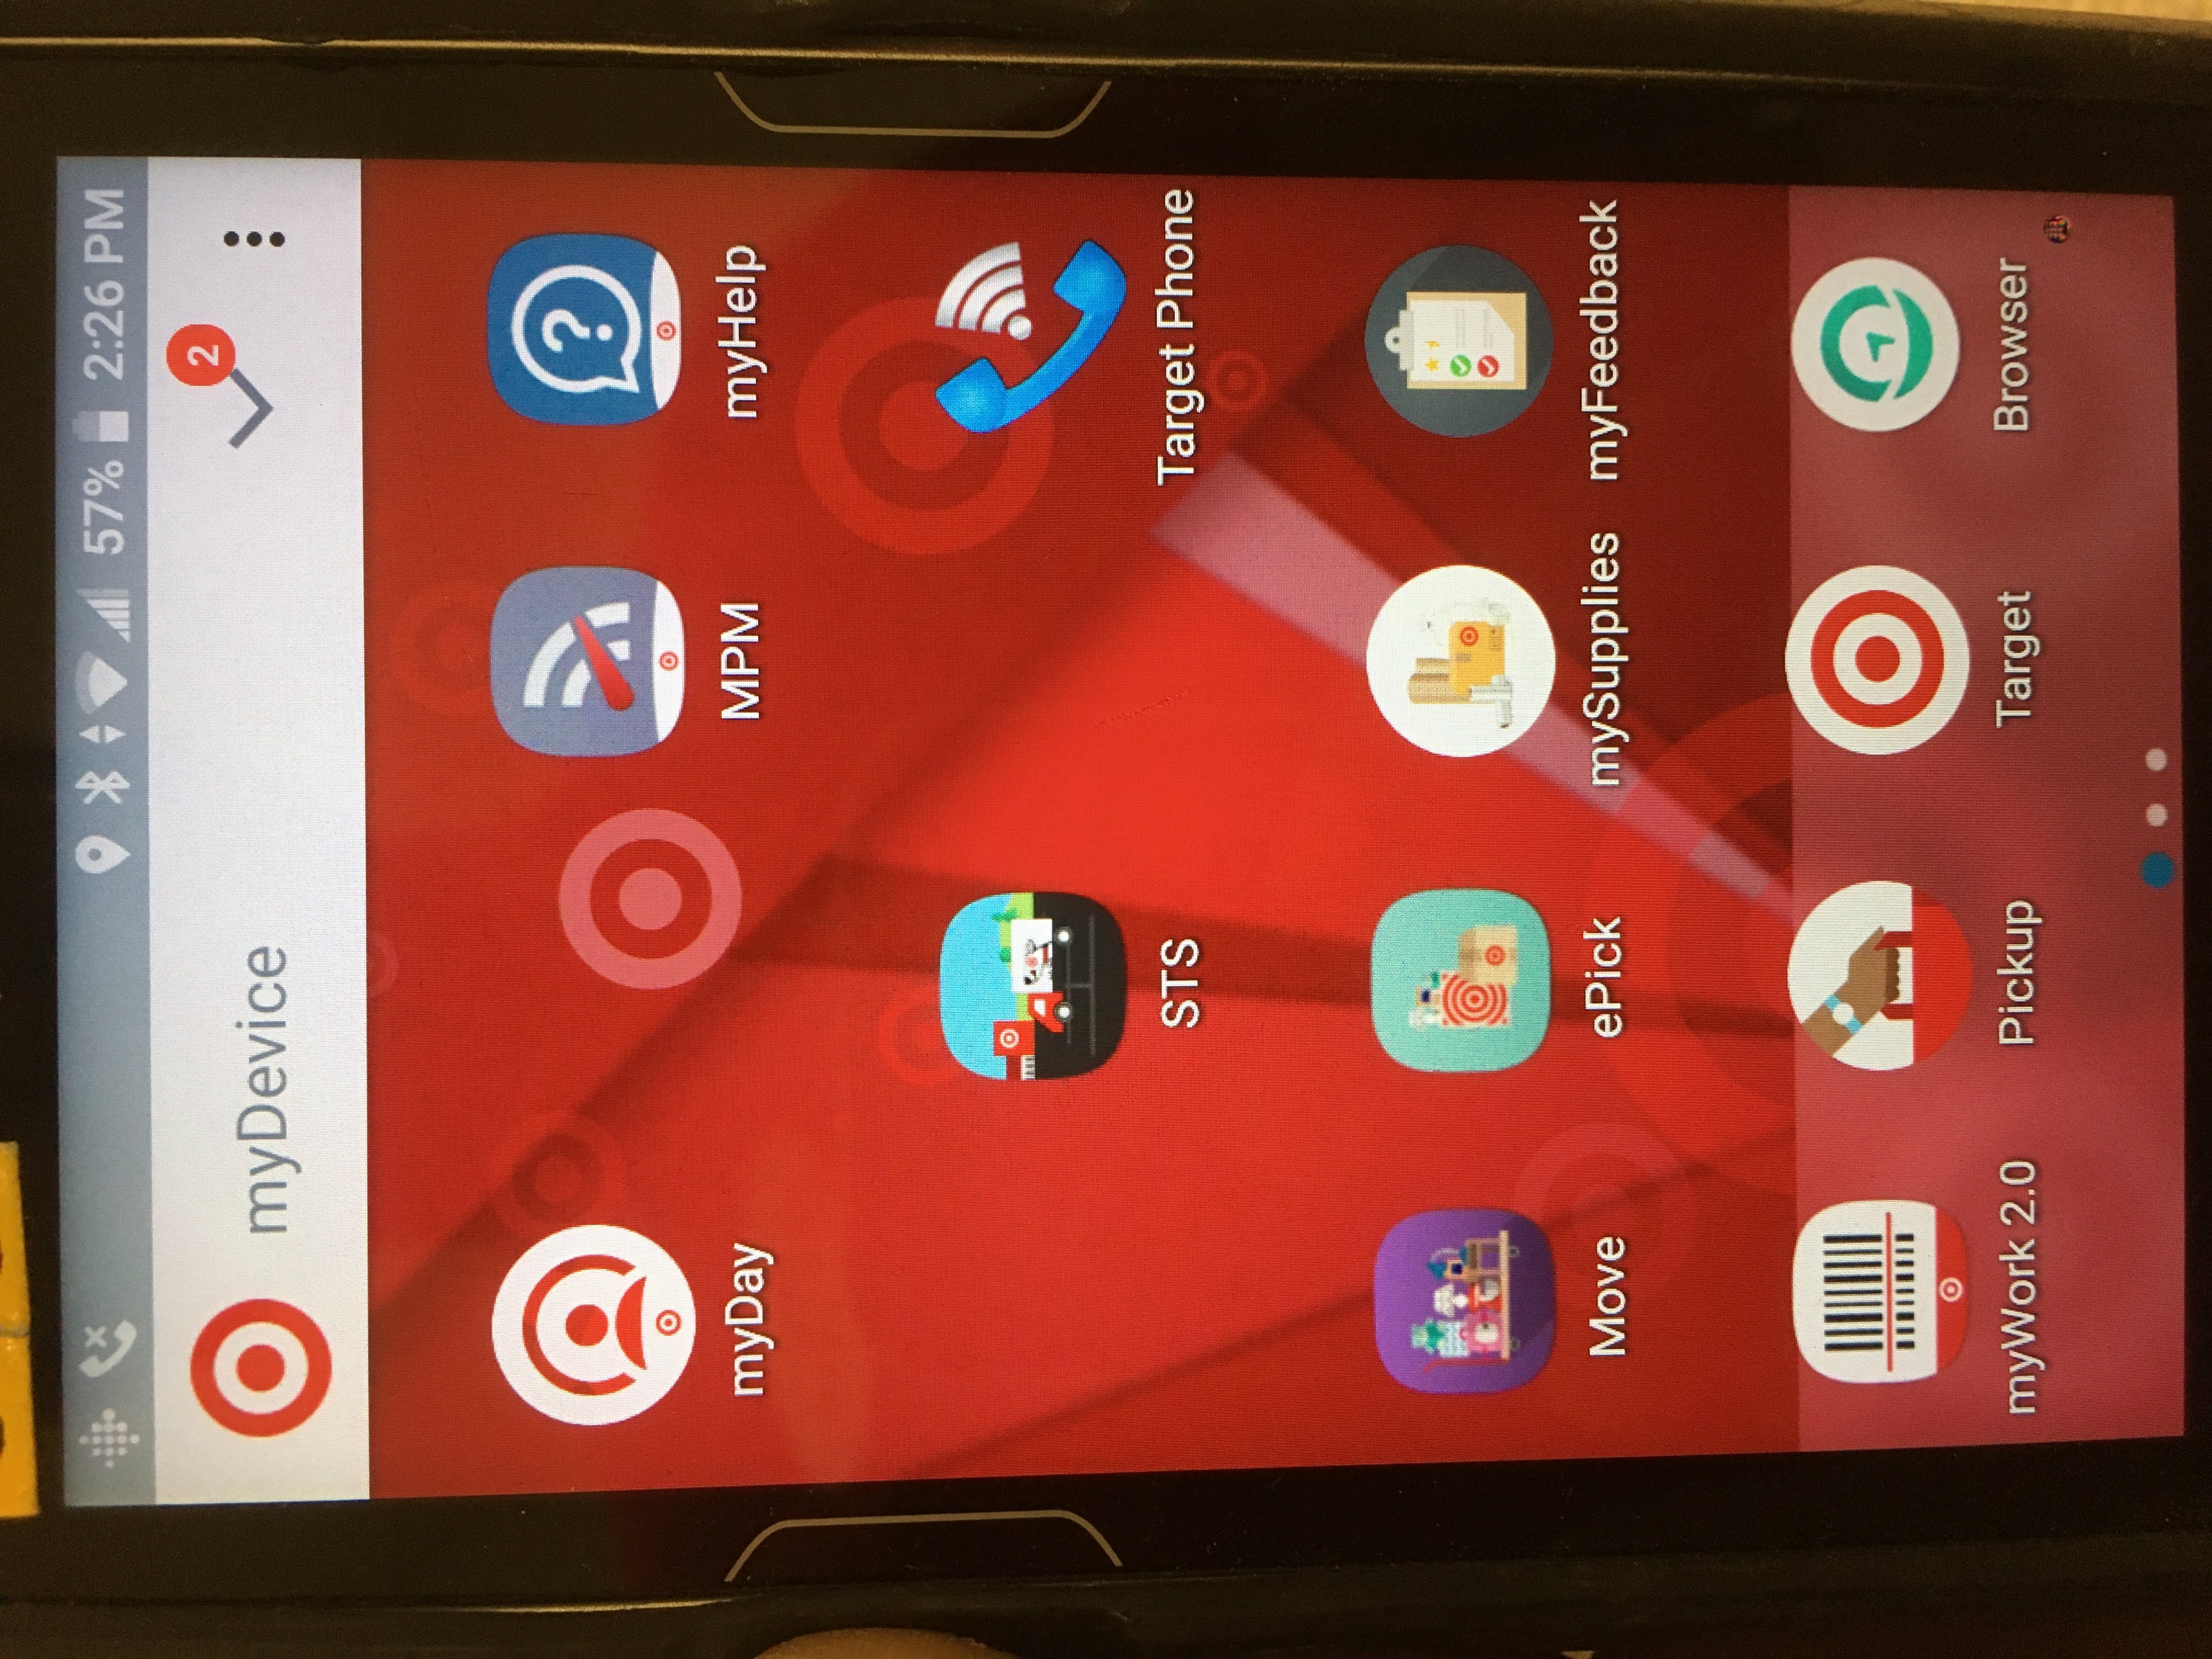 57% 2:26 PM
myDevice
2
myDay MPM myHelp
STS Target Phone
Move ePick mySupplies myFeedback
myWork 2.0 Pickup Target Browser